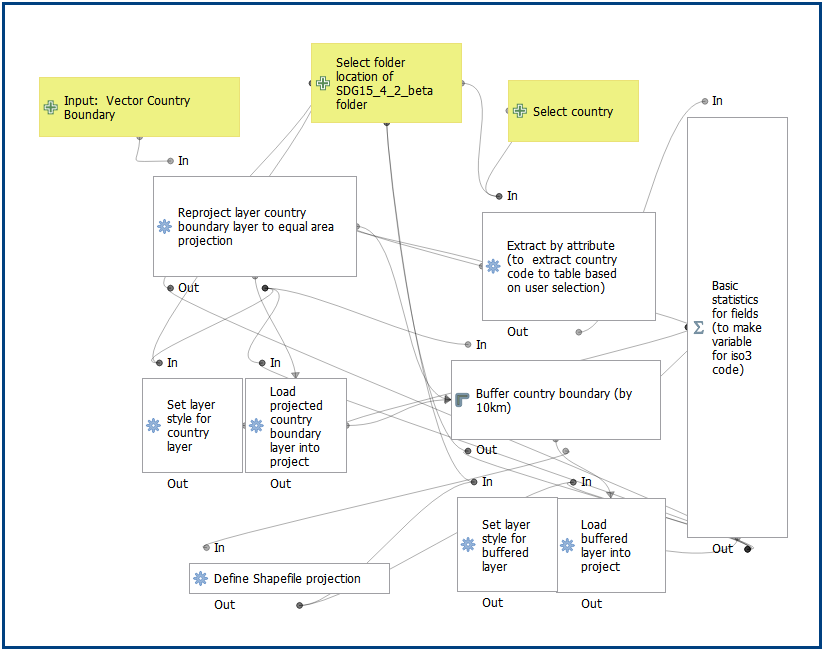 Input:  Vector Country
Boundary
Select folder
location of
SDG15_4_2_beta
folder
Select country
In
In
In
Reproject layer country
boundary layer to equal area
projection
Out
Extract by attribute
(to  extract country
code to table based
on user selection)
Out
Basic
statistics
for fields
(to make
variable
for iso3
code)
Out
In
In
In
Set layer
style for
country
layer
Out
Load
projected
country
boundary
layer into
project
Out
Buffer country boundary (by
10km)
Out
In
In
Set layer
style for
buffered
layer
Out
Load
buffered
layer into
project
Out
In
Define Shapefile projection
Out